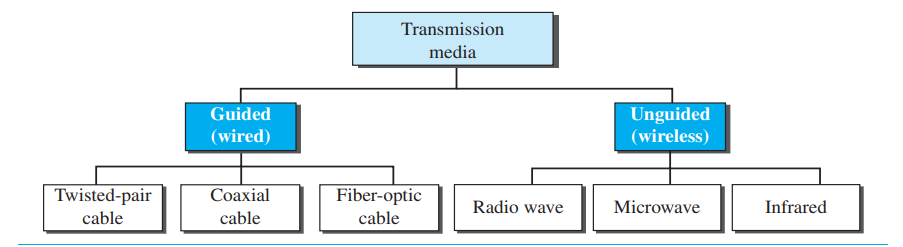 Transmission
media
Guided
(wired)
Unguided
(wireless)
Twisted-pair
cable
Coaxial
cable
Fiber-optic
cable
Radio wave
Microwave
Infrared